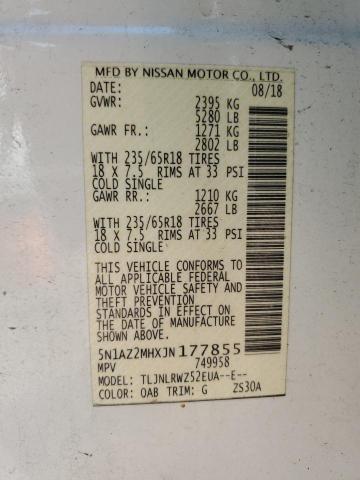 MFD BY NISSAN MOTOR CO., LTD.
DATE: 08/18
GVWR: 2395 KG
5280 LB
GAWR FR.: 1271 KG
2802 LB
WITH 235/65R18 TIRES
18 X 7.5 RIMS AT 33 PSI
COLD SINGLE
GAWR RR.: 1210 KG
2667 LB
WITH 235/65R18 TIRES
18 X 7.5 RIMS AT 33 PSI
COLD SINGLE
THIS VEHICLE CONFORMS TO
ALL APPLICABLE FEDERAL
MOTOR VEHICLE SAFETY AND
THEFT PREVENTION
STANDARDS IN EFFECT ON
THE DATE OF MANUFACTURE
SHOWN ABOVE.
5N1AZ2MHXJN177855
MPV 749958
MODEL: TLJNLRWZ52EUA--E--
COLOR: QAB TRIM: G ZS30A